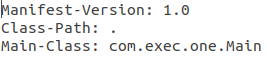 Manifest-Version: 1.0
Class-Path: .
Main-Class: com.exec.one.Main